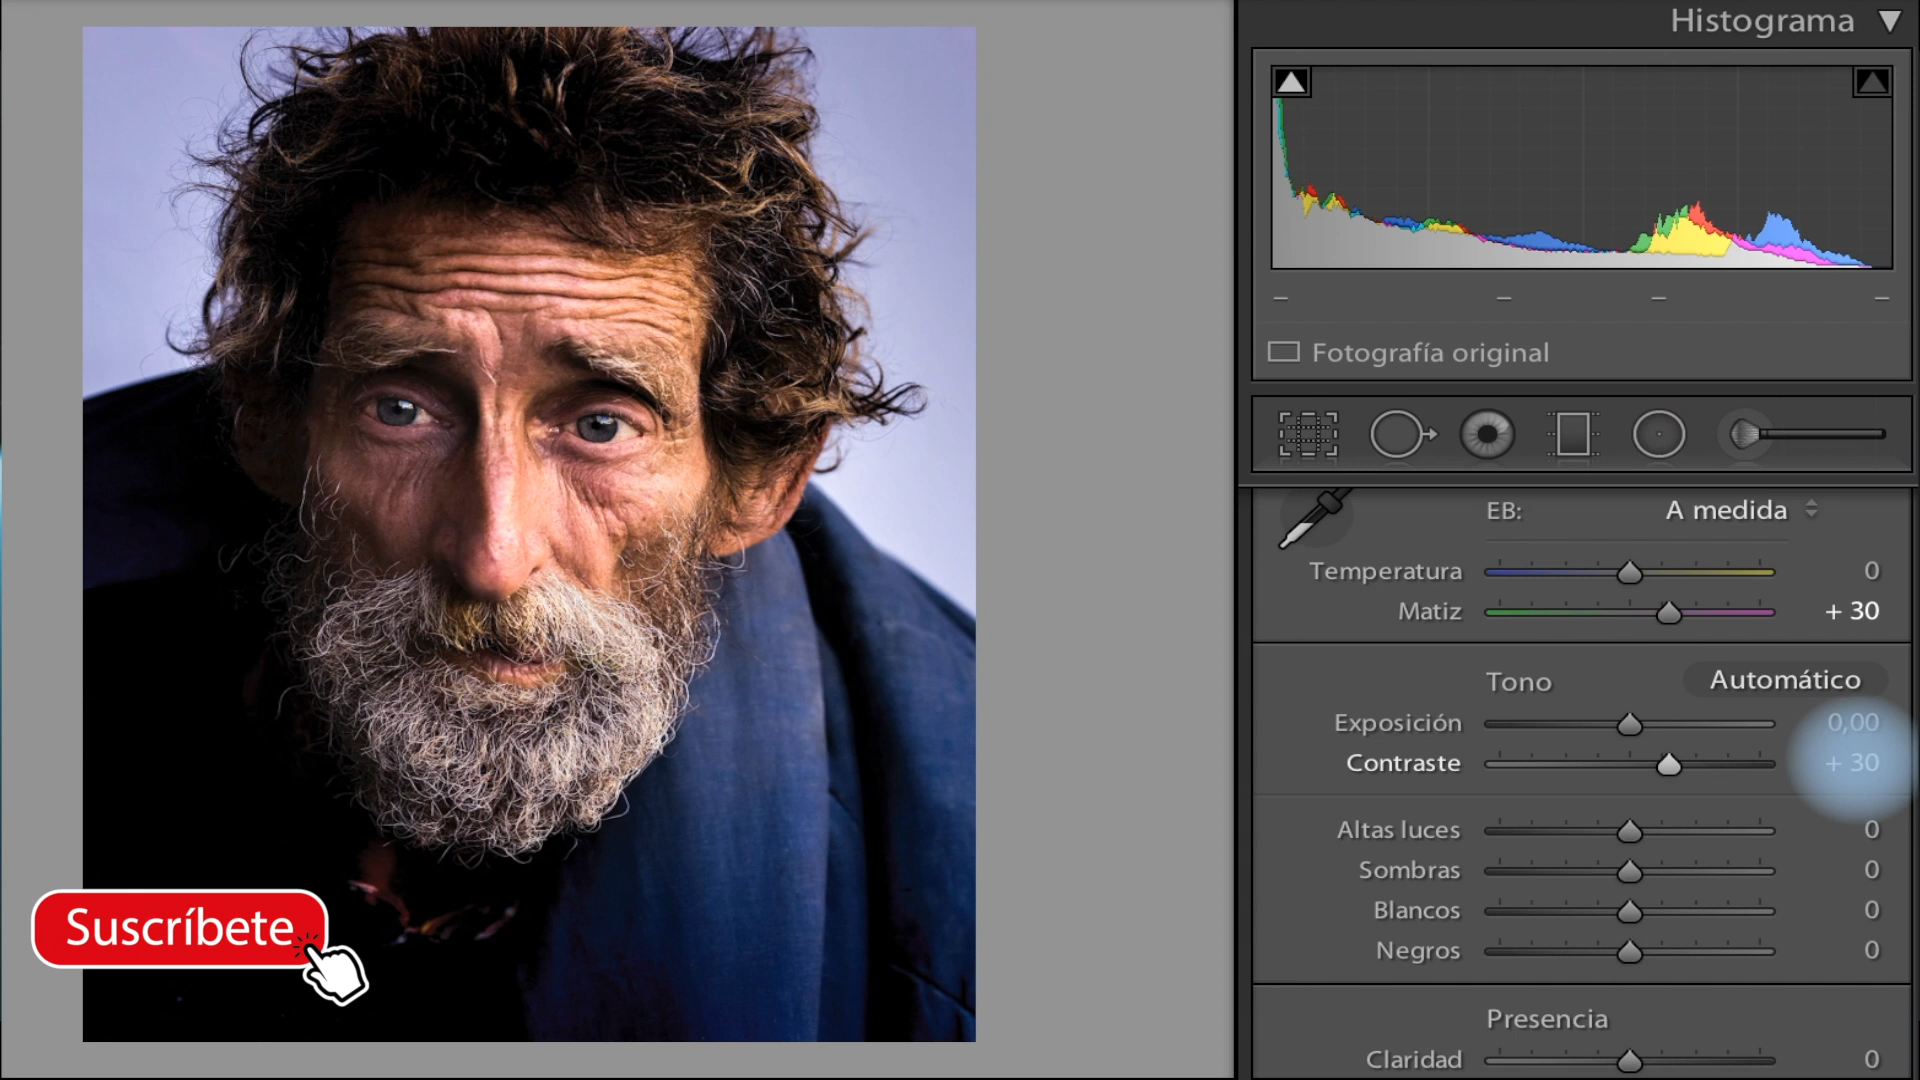 Histograma
Fotografía original
EB: A medida
Temperatura 0
Matiz + 30
Tono Automático
Exposición 0,00
Contraste + 30
Altas luces 0
Sombras 0
Blancos 0
Negros 0
Presencia
Claridad 0
Suscríbete